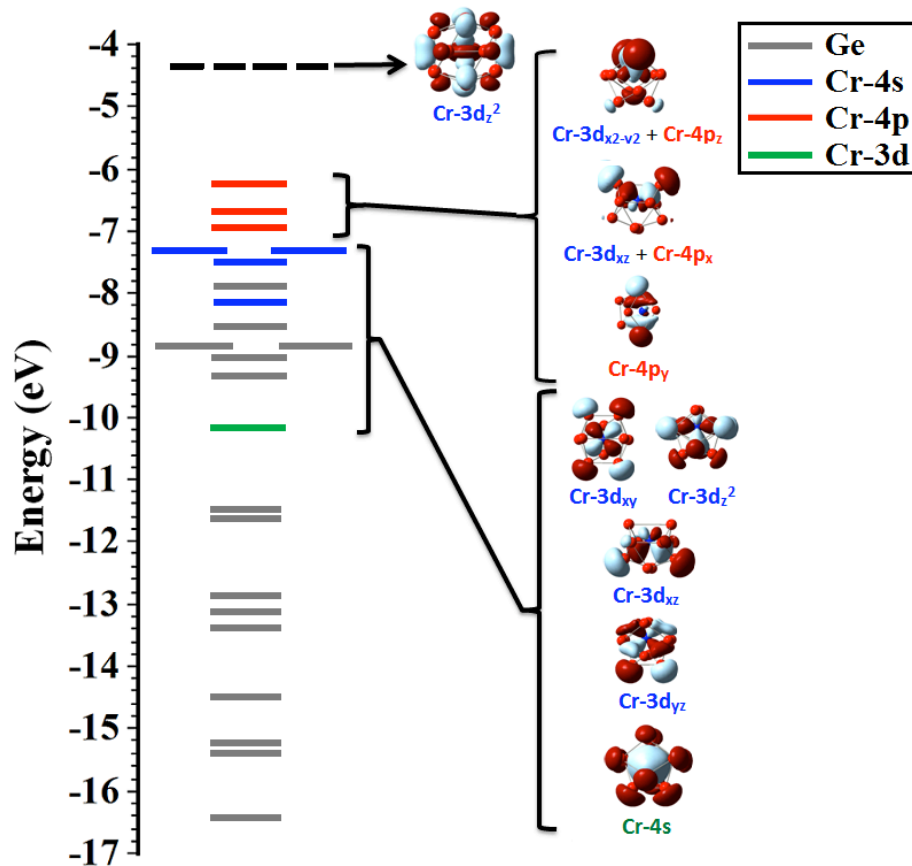 Energy (eV)
-4
-5
-6
-7
-8
-9
-10
-11
-12
-13
-14
-15
-16
-17
Cr-3dz²
Cr-3dx2-v2 + Cr-4pz
Cr-3dxz + Cr-4px
Cr-4py
Cr-3dxy
Cr-3dz²
Cr-3dxz
Cr-3dyz
Cr-4s
Ge
Cr-4s
Cr-4p
Cr-3d